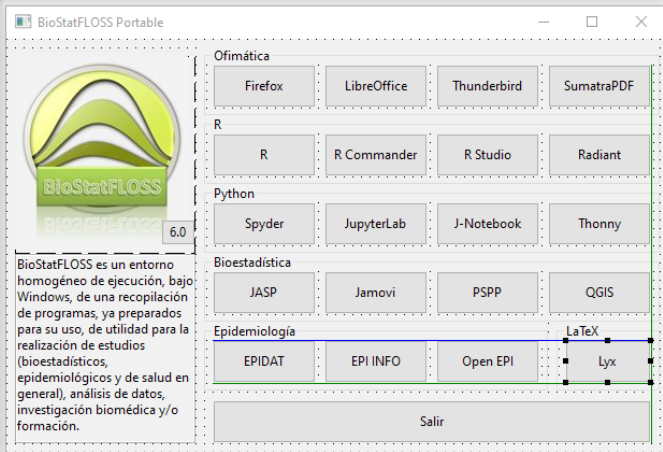 BioStatFLOSS Portable
BioStatFLOSS
6.0
BioStatFLOSS es un entorno
homogéneo de ejecución, bajo
Windows, de una recopilación
de programas, ya preparados
para su uso, de utilidad para la
realización de estudios
(bioestadísticos,
epidemiológicos y de salud en
general), análisis de datos,
investigación biomédica y/o
formación.
Ofimática
Firefox LibreOffice Thunderbird SumatraPDF
R
R R Commander R Studio Radiant
Python
Spyder JupyterLab J-Notebook Thonny
Bioestadística
JASP Jamovi PSPP QGIS
Epidemiología LaTeX
EPIDAT EPI INFO Open EPI Lyx
Salir